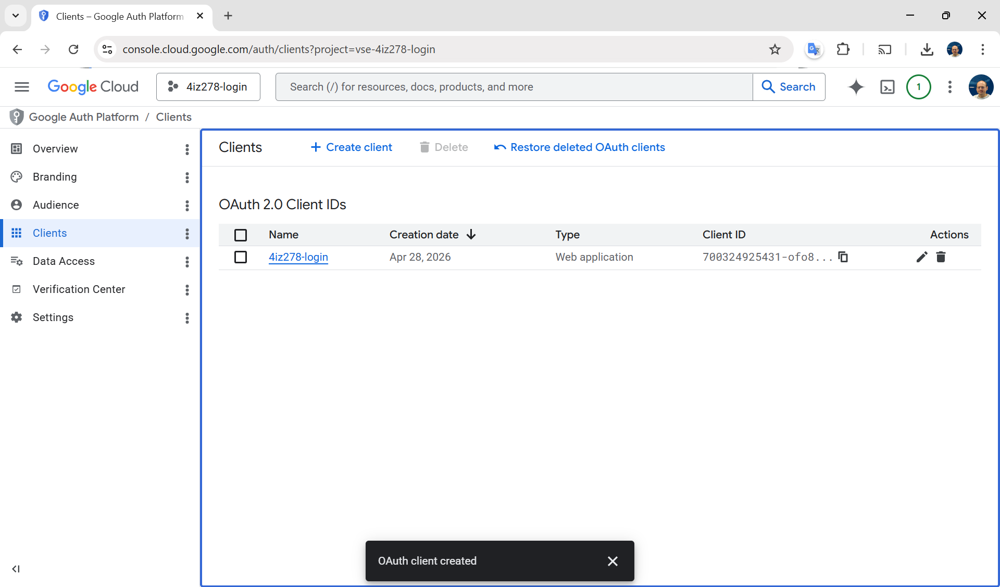 Clients – Google Auth Platform
console.cloud.google.com/auth/clients?project=vse-4iz278-login
Google Cloud
4iz278-login
Search (/) for resources, docs, products, and more
Search
1
Google Auth Platform / Clients
Overview
Branding
Audience
Clients
Data Access
Verification Center
Settings
Clients
Create client
Delete
Restore deleted OAuth clients
OAuth 2.0 Client IDs
Name Creation date Type Client ID Actions
4iz278-login Apr 28, 2026 Web application 700324925431-ofo8...
OAuth client created